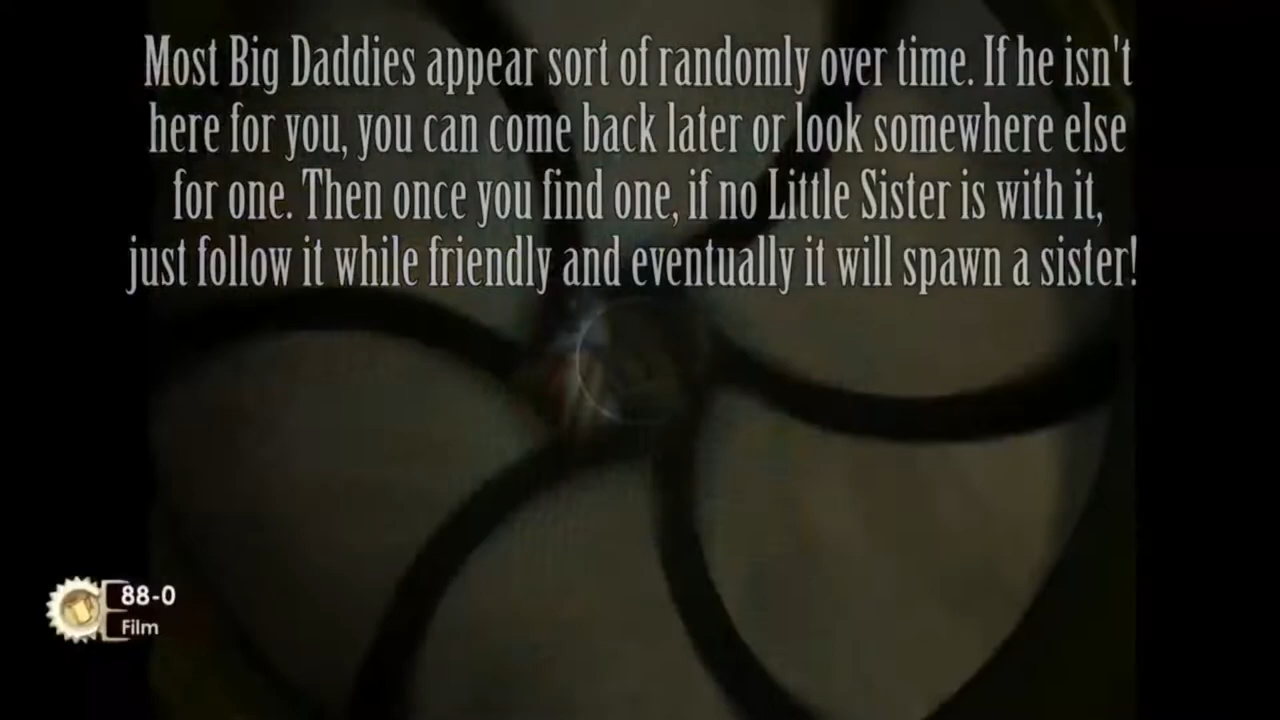 Most Big Daddies appear sort of randomly over time. If he isn't
here for you, you can come back later or look somewhere else
for one. Then once you find one, if no Little Sister is with it,
just follow it while friendly and eventually it will spawn a sister!
88-0
Film